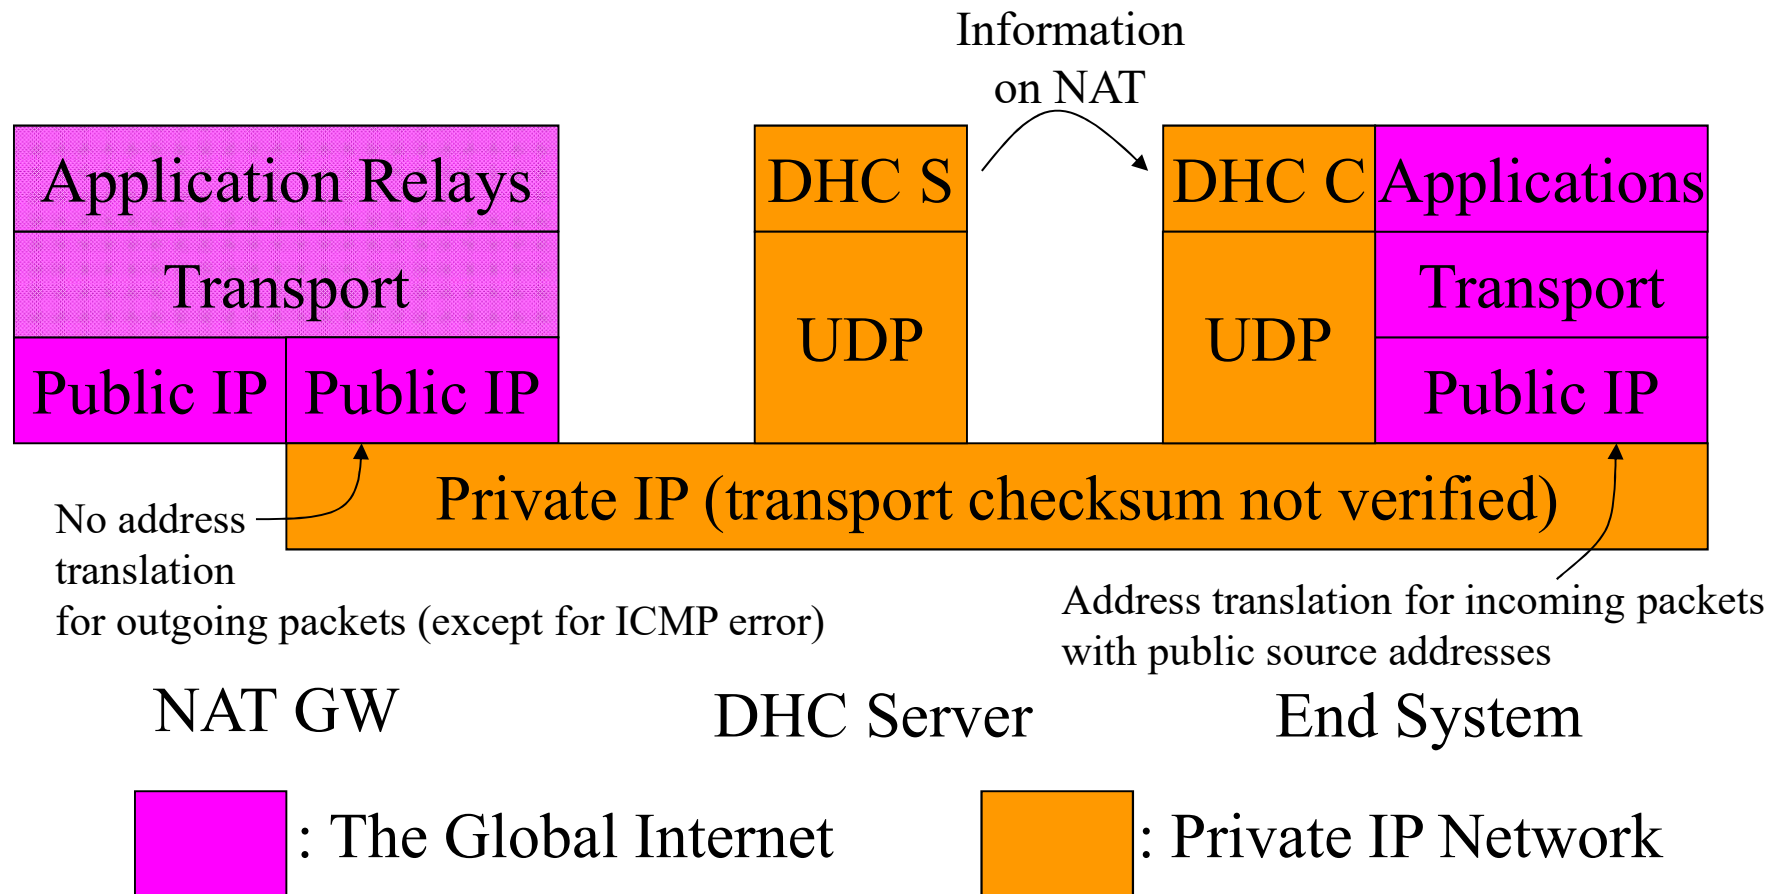 Information
on NAT
Application Relays
DHC S
DHC C
Applications
Transport
Transport
UDP
UDP
Public IP
Public IP
Public IP
Private IP (transport checksum not verified)
No address
translation
for outgoing packets (except for ICMP error)
Address translation for incoming packets
with public source addresses
NAT GW
DHC Server
End System
: The Global Internet
: Private IP Network